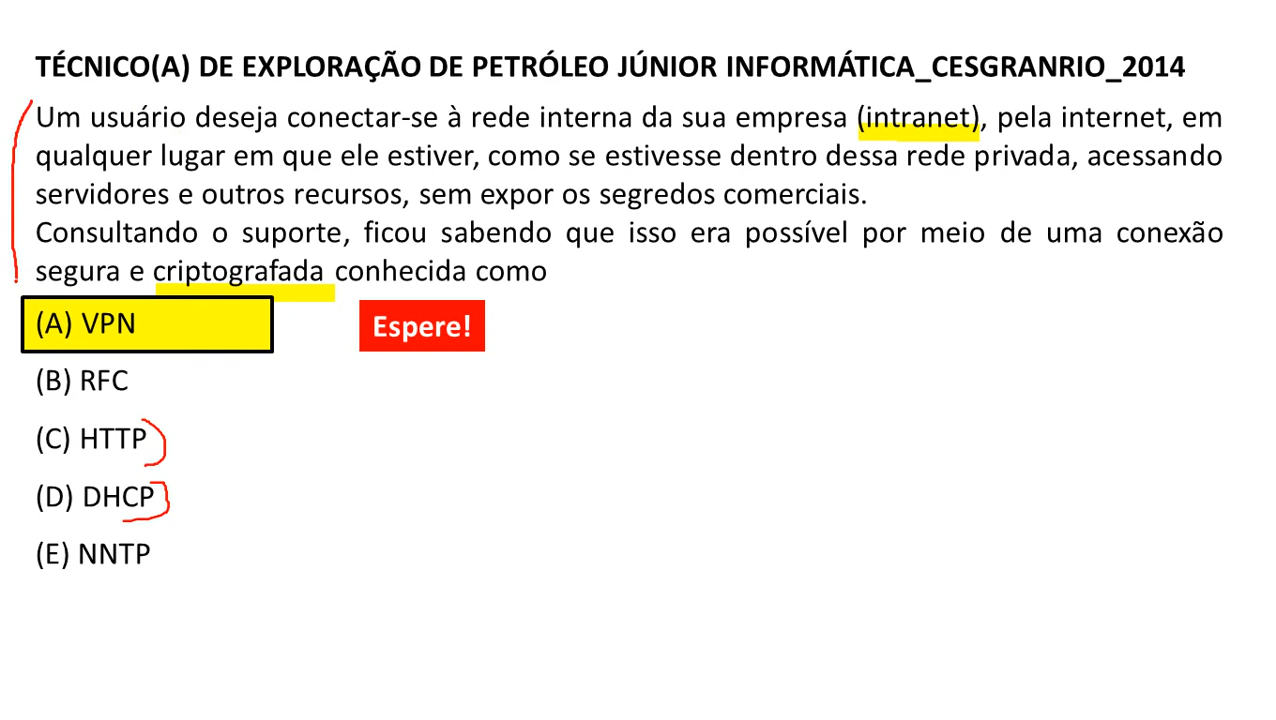 TÉCNICO(A) DE EXPLORAÇÃO DE PETRÓLEO JÚNIOR INFORMÁTICA_CESGRANRIO_2014
Um usuário deseja conectar-se à rede interna da sua empresa (intranet), pela internet, em
qualquer lugar em que ele estiver, como se estivesse dentro dessa rede privada, acessando
servidores e outros recursos, sem expor os segredos comerciais.
Consultando o suporte, ficou sabendo que isso era possível por meio de uma conexão
segura e criptografada conhecida como
(A) VPN
Espere!
(B) RFC
(C) HTTP
(D) DHCP
(E) NNTP